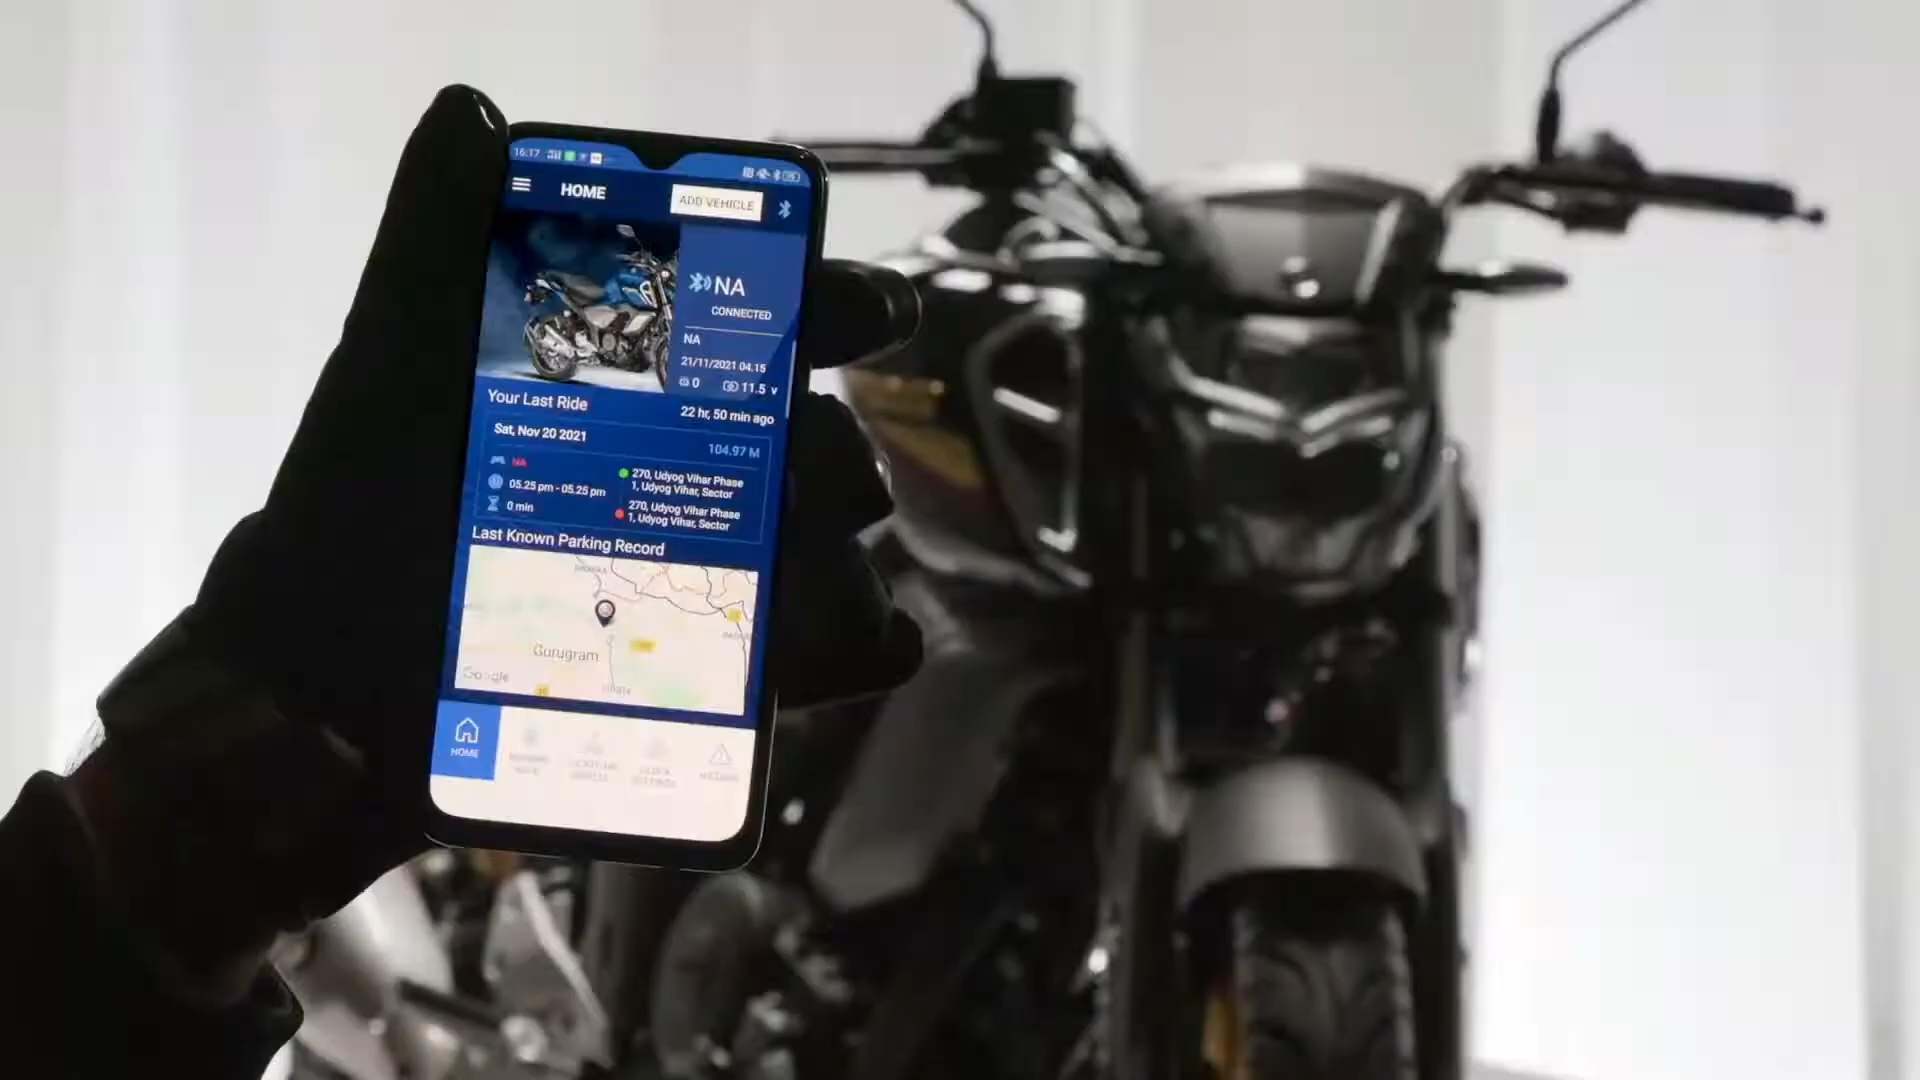 16:17
HOME
ADD VEHICLE
NA
CONNECTED
NA
21/11/2021 04.15
0 11.5 v
Your Last Ride
22 hr, 50 min ago
Sat, Nov 20 2021
104.97 M
NA
05.25 pm - 05.25 pm
0 min
270, Udyog Vihar Phase
1, Udyog Vihar, Sector
270, Udyog Vihar Phase
1, Udyog Vihar, Sector
Last Known Parking Record
Gurugram
Google
HOME